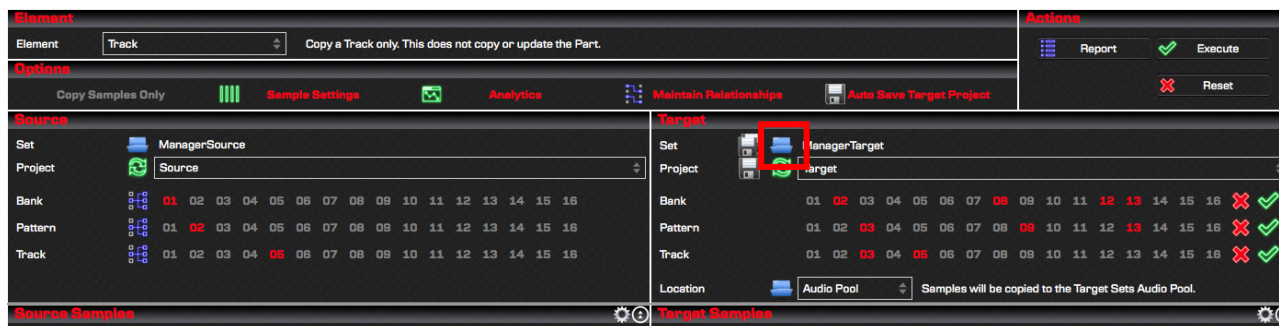 Element
Element Track Copy a Track only. This does not copy or update the Part.
Actions
Report Execute
Reset
Options
Copy Samples Only Sample Settings Analytics Maintain Relationships Auto Save Target Project
Source
Set ManagerSource
Project Source
Bank 01 02 03 04 05 06 07 08 09 10 11 12 13 14 15 16
Pattern 01 02 03 04 05 06 07 08 09 10 11 12 13 14 15 16
Track 01 02 03 04 05 06 07 08 09 10 11 12 13 14 15 16
Target
Set ManagerTarget
Project Target
Bank 01 02 03 04 05 06 07 08 09 10 11 12 13 14 15 16
Pattern 01 02 03 04 05 06 07 08 09 10 11 12 13 14 15 16
Track 01 02 03 04 05 06 07 08 09 10 11 12 13 14 15 16
Location Audio Pool Samples will be copied to the Target Sets Audio Pool.
Source Samples
Target Samples